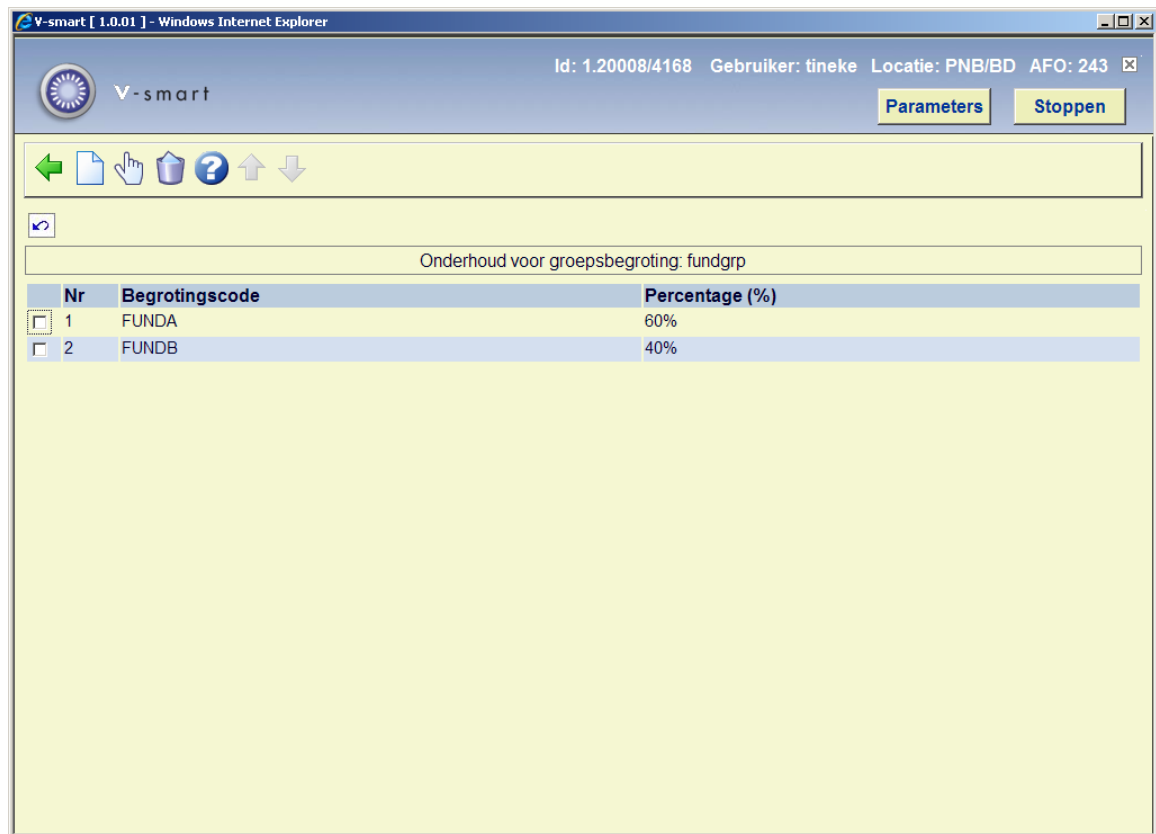 V-smart [ 1.0.01 ] - Windows Internet Explorer
Id: 1.20008/4168 Gebruiker: tineke Locatie: PNB/BD AFO: 243
V-smart
Parameters Stoppen
Onderhoud voor groepsbegroting: fundgrp
Nr Begrotingscode Percentage (%)
1 FUNDA 60%
2 FUNDB 40%